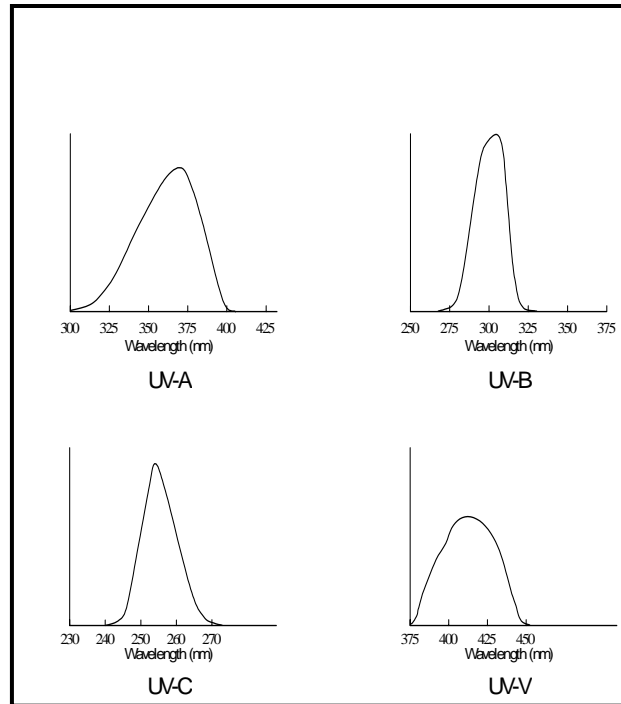 300 325 350 375 400 425
Wavelength (nm)
UV-A
250 275 300 325 350 375
Wavelength (nm)
UV-B
230 240 250 260 270
Wavelength (nm)
UV-C
375 400 425 450
Wavelength (nm)
UV-V